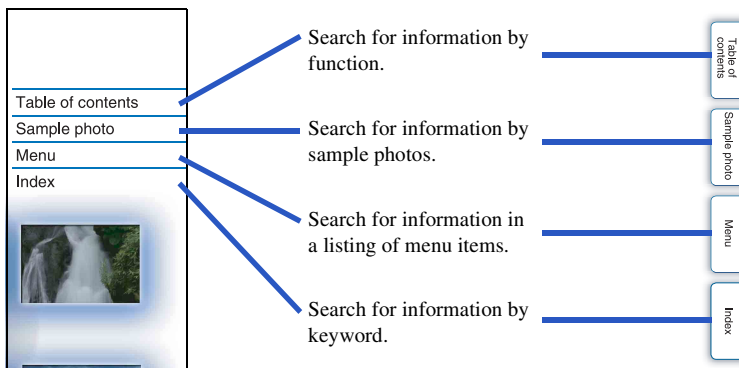 Table of contents
Sample photo
Menu
Index
Search for information by
function.
Search for information by
sample photos.
Search for information in
a listing of menu items.
Search for information by
keyword.
Table of
contents
Sample photo
Menu
Index